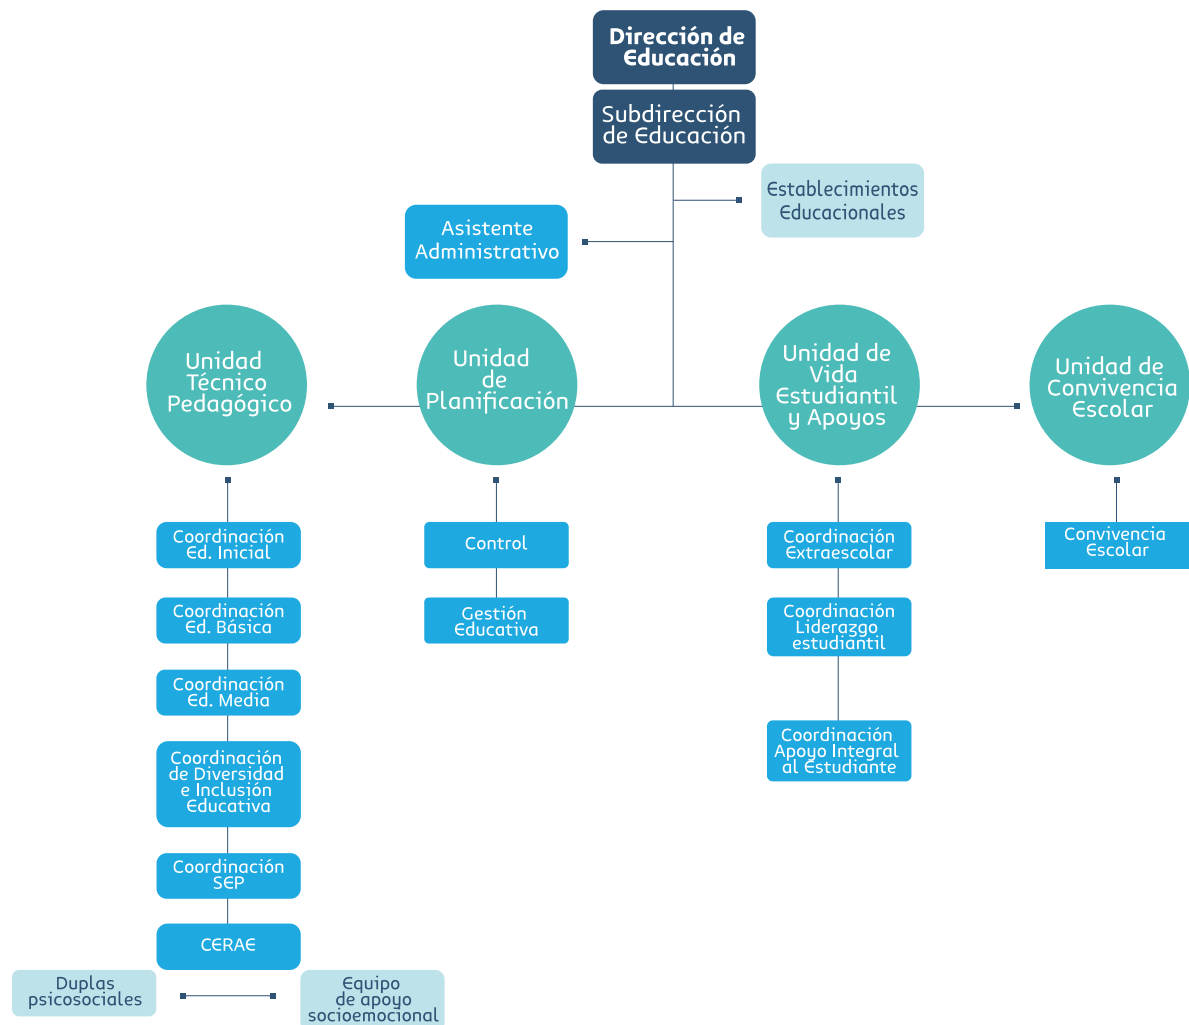 Dirección de
Educación
Subdirección
de Educación
Establecimientos
Educacionales
Asistente
Administrativo
Unidad
Técnico
Pedagógico
Unidad
de
Planificación
Unidad de
Vida
Estudiantil
y Apoyos
Unidad de
Convivencia
Escolar
Coordinación
Ed. Inicial
Coordinación
Ed. Básica
Coordinación
Ed. Media
Coordinación
de Diversidad
e Inclusión
Educativa
Coordinación
SEP
CERAE
Duplas
psicosociales
Equipo
de apoyo
socioemocional
Control
Gestión
Educativa
Coordinación
Extraescolar
Coordinación
Liderazgo
estudiantil
Coordinación
Apoyo Integral
al Estudiante
Convivencia
Escolar